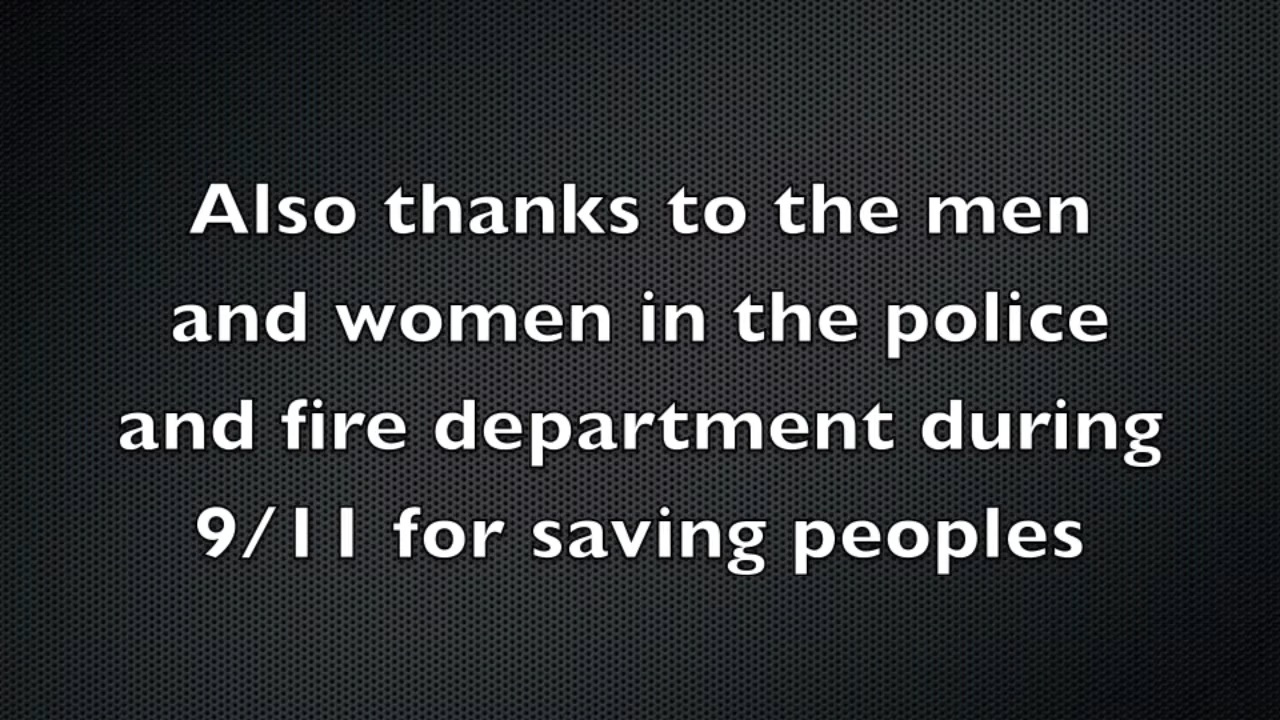 Also thanks to the men
and women in the police
and fire department during
9/11 for saving peoples